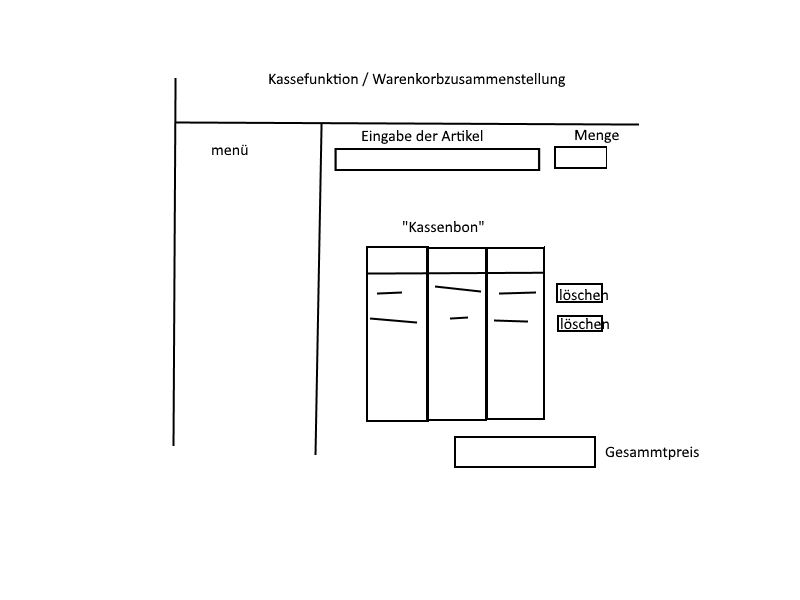 Kassefunktion / Warenkorbzusammenstellung
menü
Eingabe der Artikel
Menge
"Kassenbon"
löschen
löschen
Gesammtpreis